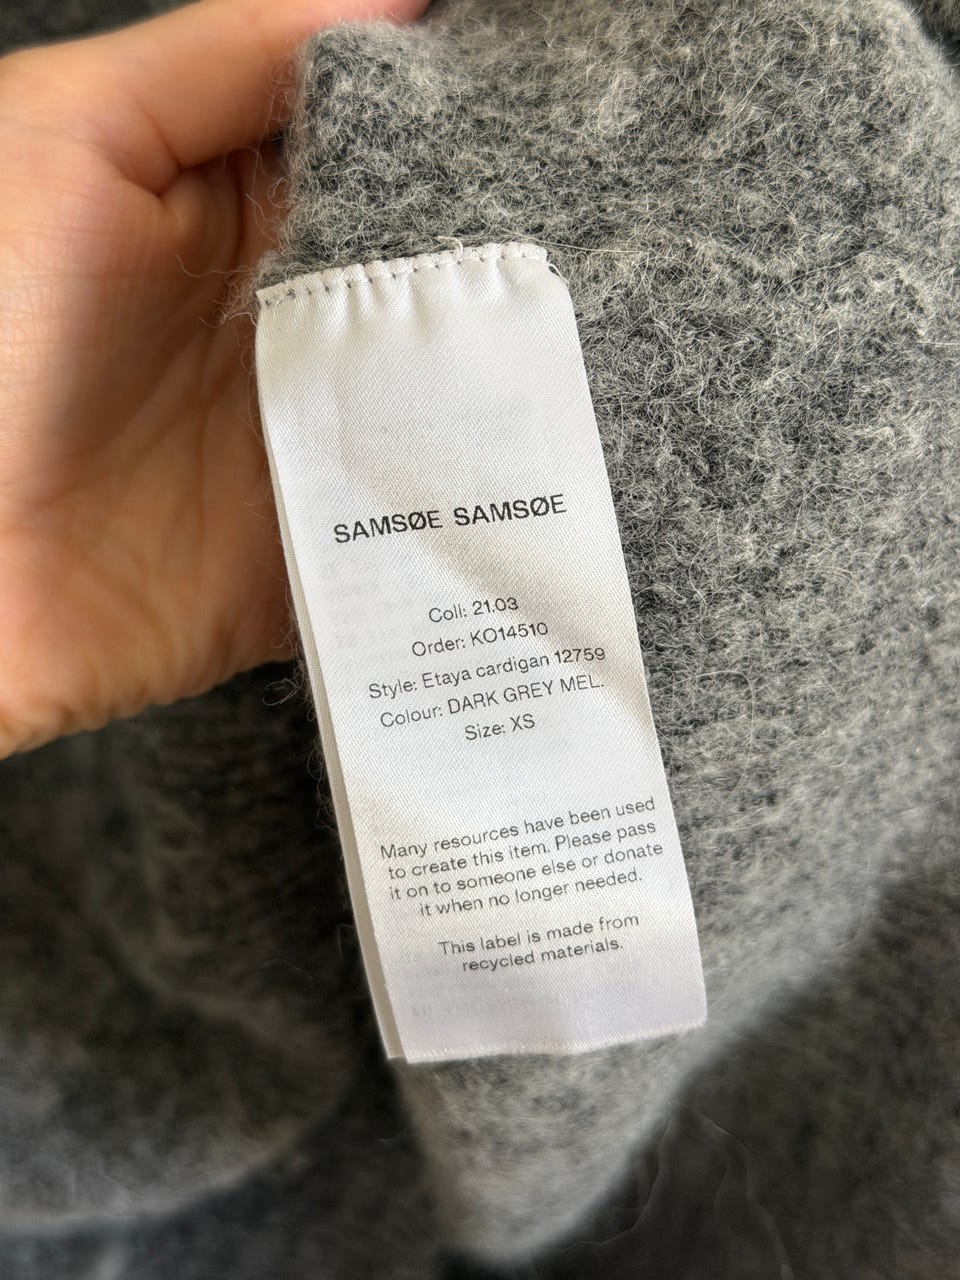 SAMSØE SAMSØE
Coll: 21.03
Order: KO14510
Style: Etaya cardigan 12759
Colour: DARK GREY MEL.
Size: XS
Many resources have been used
to create this item. Please pass
it on to someone else or donate
it when no longer needed.
This label is made from
recycled materials.